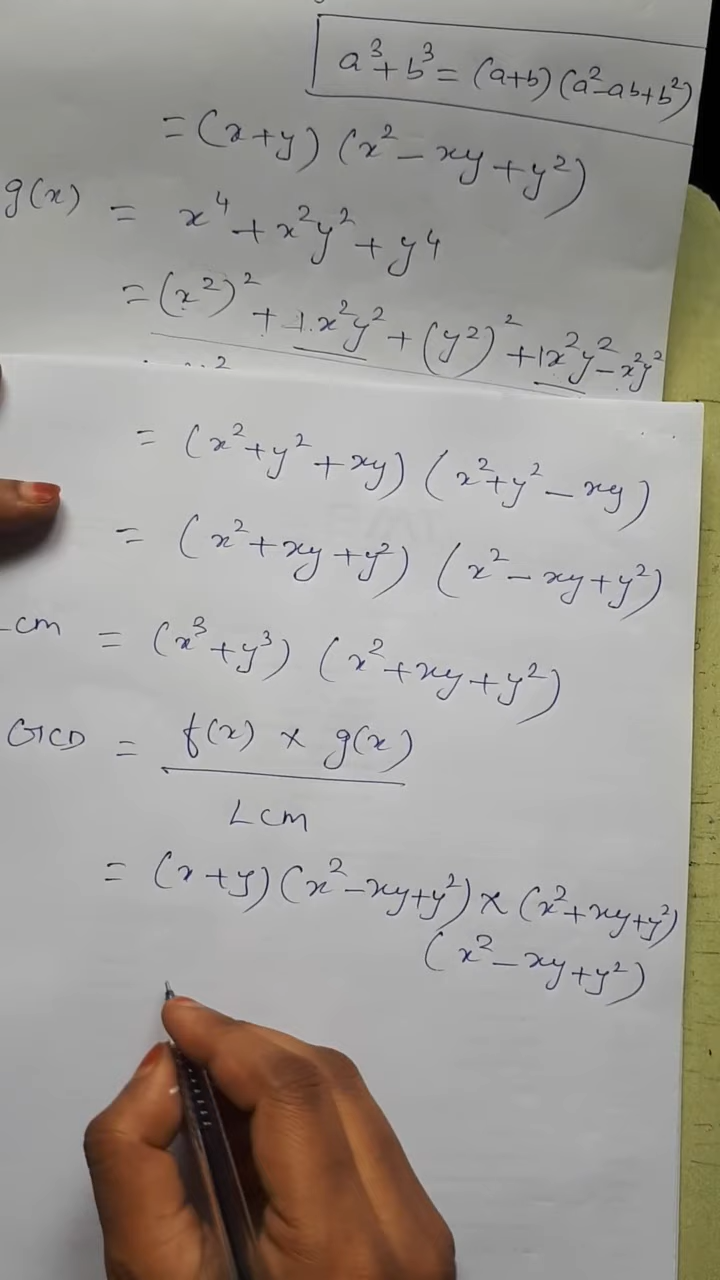 a³+b³ = (a+b) (a²-ab+b²)
= (x+y) (x² - xy + y²)
g(x) = x⁴ + x²y² + y⁴
= (x²)² + 1.x²y² + (y²)² + 1x²y² - x²y²
= (x²+y²+xy) (x²+y²-xy)
= (x²+xy+y²) (x²-xy+y²)
cm = (x³+y³) (x²+xy+y²)
GCD = f(x) × g(x)
Lcm
= (x+y)(x²-xy+y²) × (x²+xy+y²)
(x²-xy+y²)